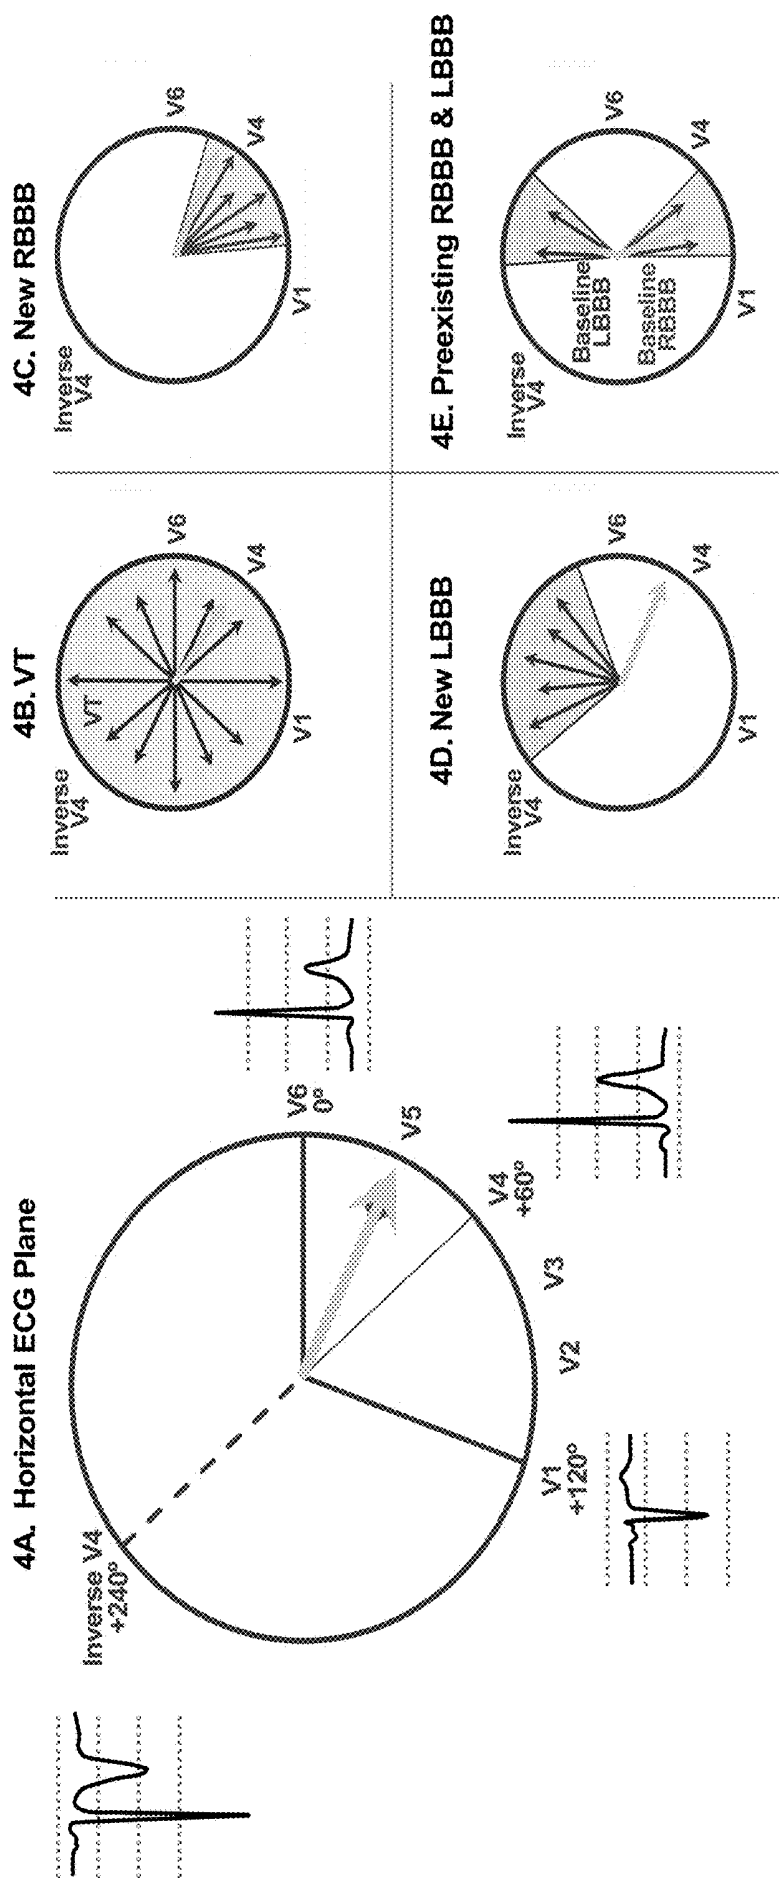 4A. Horizontal ECG Plane
Inverse V4
+240°
V6
0°
V5
V4
+60°
V3
V2
V1
+120°
4B. VT
Inverse
V4
VT
V6
V4
V1
4C. New RBBB
Inverse
V4
V6
V4
V1
4D. New LBBB
Inverse
V4
V6
V4
V1
4E. Preexisting RBBB & LBBB
Inverse
V4
Baseline
LBBB
Baseline
RBBB
V6
V4
V1